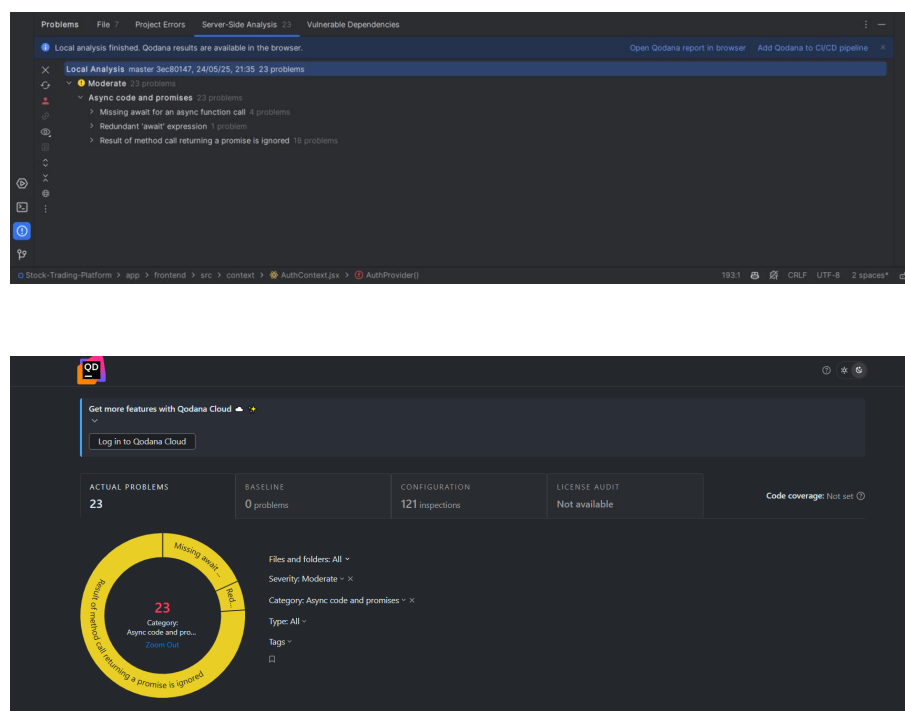 Problems File 7 Project Errors Server-Side Analysis 23 Vulnerable Dependencies
Local analysis finished. Qodana results are available in the browser. Open Qodana report in browser Add Qodana to CI/CD pipeline
Local Analysis master 3ec80147, 24/05/25, 21:35 23 problems
Moderate 23 problems
Async code and promises 23 problems
Missing await for an async function call 4 problems
Redundant 'await' expression 1 problem
Result of method call returning a promise is ignored 18 problems
Stock-Trading-Platform > app > frontend > src > context > AuthContext.jsx > AuthProvider() 193:1 CRLF UTF-8 2 spaces*
QD
Get more features with Qodana Cloud
Log in to Qodana Cloud
ACTUAL PROBLEMS BASELINE CONFIGURATION LICENSE AUDIT
23 0 problems 121 inspections Not available Code coverage: Not set
Missing await ...
Red...
Result of method call returning a promise is ignored
23
Category:
Async code and pro...
Zoom Out
Files and folders: All
Severity: Moderate
Category: Async code and promises
Type: All
Tags